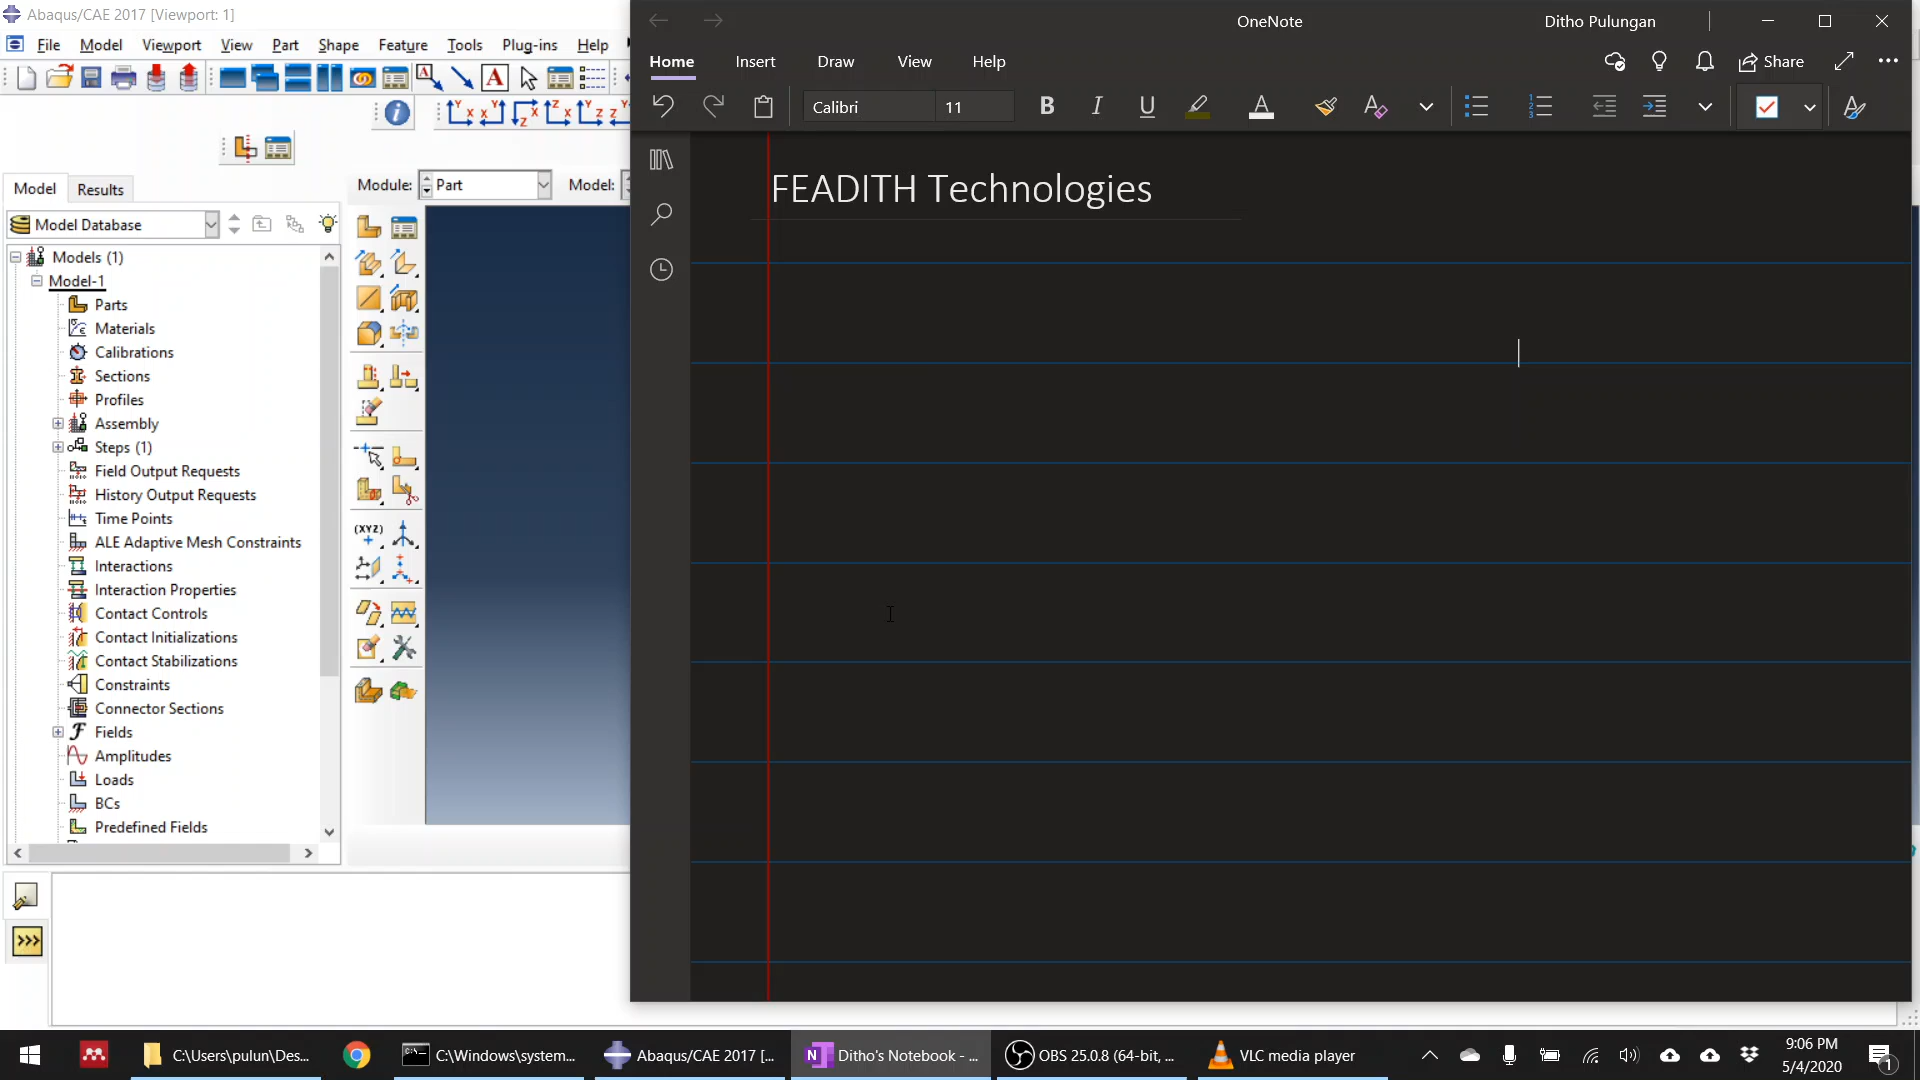 Abaqus/CAE 2017 [Viewport: 1]
File Model Viewport View Part Shape Feature Tools Plug-ins Help
Model Results
Module: Part Model:
Model Database
Models (1)
Model-1
Parts
Materials
Calibrations
Sections
Profiles
Assembly
Steps (1)
Field Output Requests
History Output Requests
Time Points
ALE Adaptive Mesh Constraints
Interactions
Interaction Properties
Contact Controls
Contact Initializations
Contact Stabilizations
Constraints
Connector Sections
Fields
Amplitudes
Loads
BCs
Predefined Fields
(XYZ)
OneNote
Ditho Pulungan
Home Insert Draw View Help
Share
Calibri 11
FEADITH Technologies
C:\Users\pulun\Des...
C:\Windows\system...
Abaqus/CAE 2017 [...
Ditho's Notebook - ...
OBS 25.0.8 (64-bit, ...
VLC media player
9:06 PM
5/4/2020
1